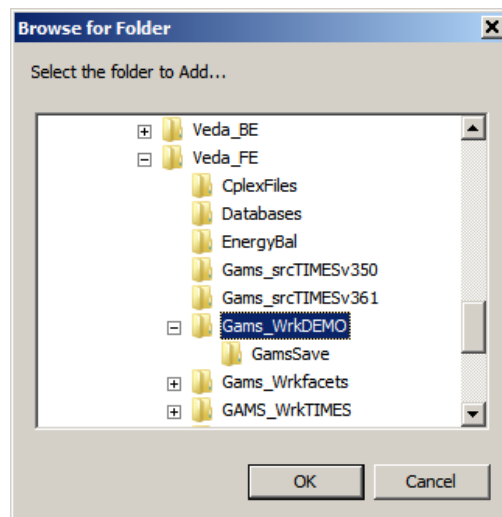 Browse for Folder
Select the folder to Add...
Veda_BE
Veda_FE
CplexFiles
Databases
EnergyBal
Gams_srcTIMESv350
Gams_srcTIMESv361
Gams_WrkDEMO
GamsSave
Gams_Wrkfacets
GAMS_WrkTIMES
OK Cancel